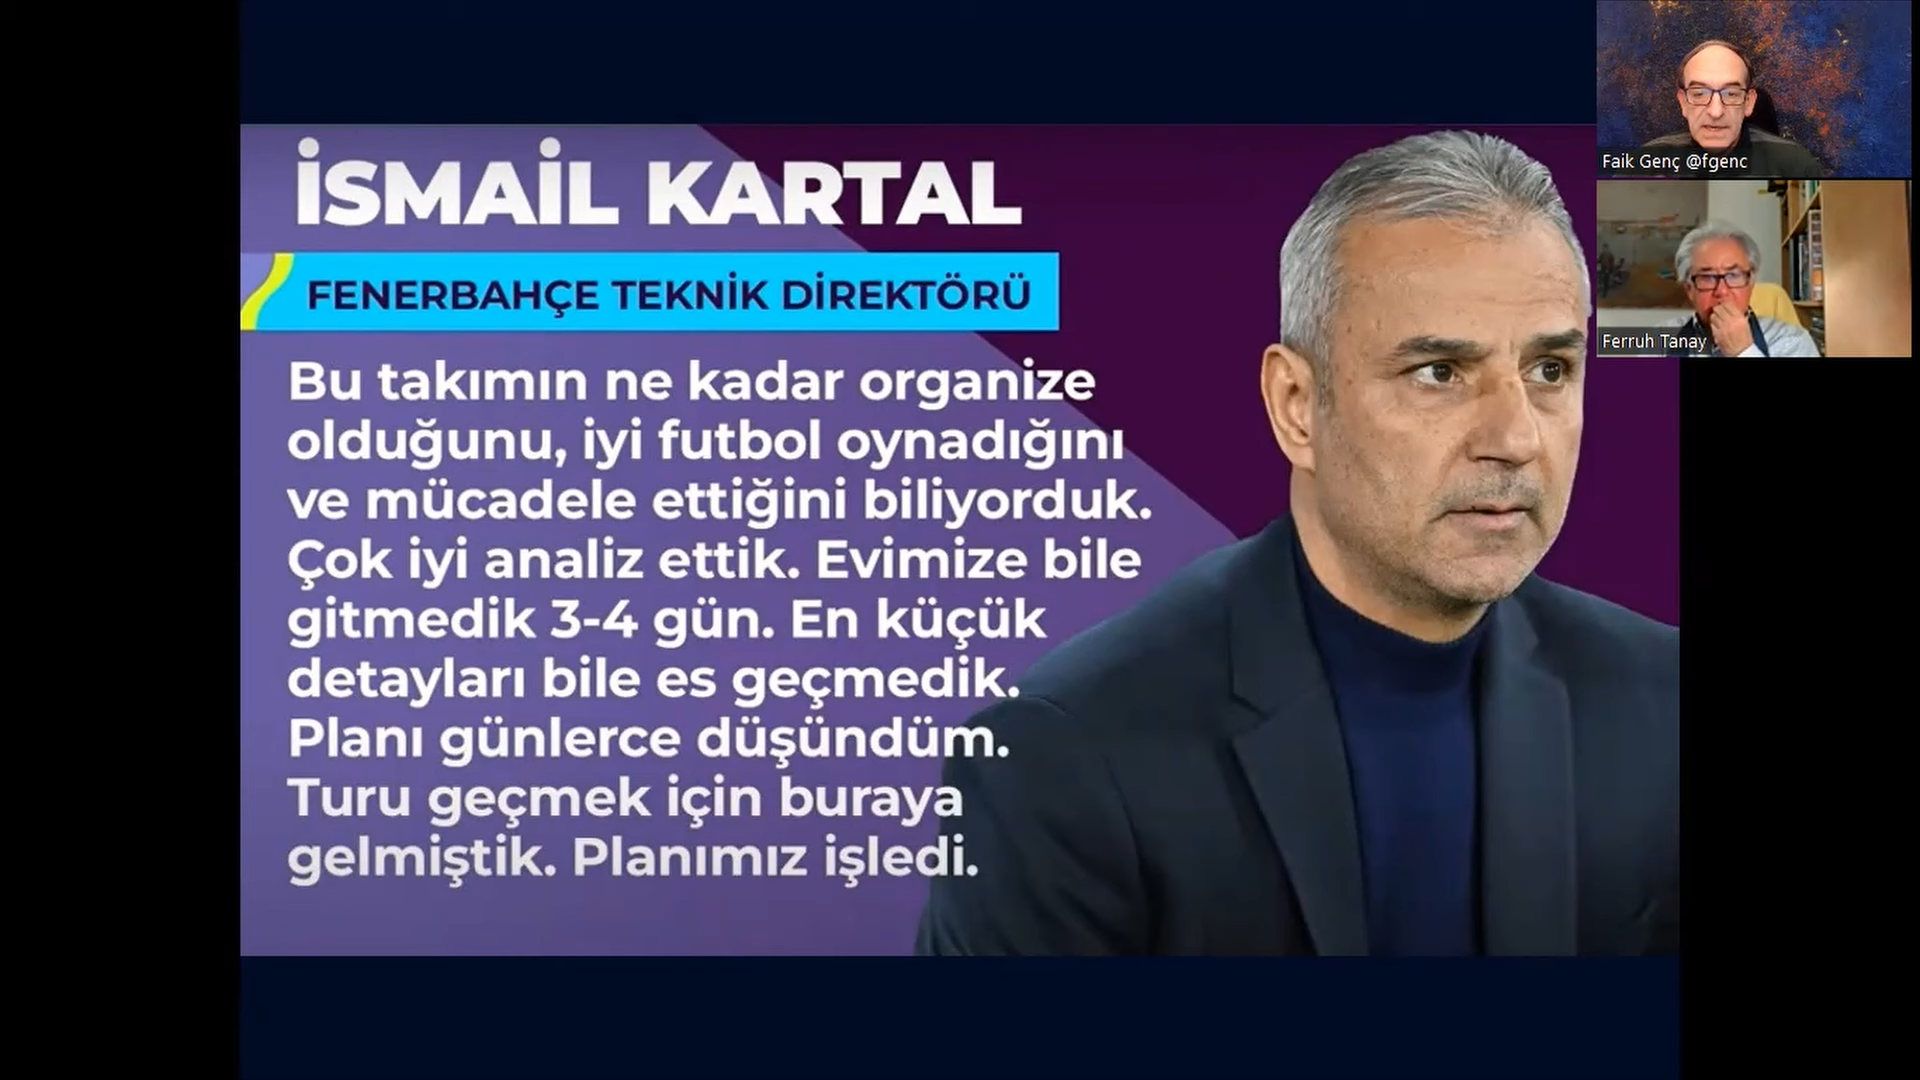 İSMAİL KARTAL
FENERBAHÇE TEKNİK DİREKTÖRÜ
Bu takımın ne kadar organize
olduğunu, iyi futbol oynadığını
ve mücadele ettiğini biliyorduk.
Çok iyi analiz ettik. Evimize bile
gitmedik 3-4 gün. En küçük
detayları bile es geçmedik.
Planı günlerce düşündüm.
Turu geçmek için buraya
gelmiştik. Planımız işledi.
Faik Genç @fgenc
Ferruh Tanay